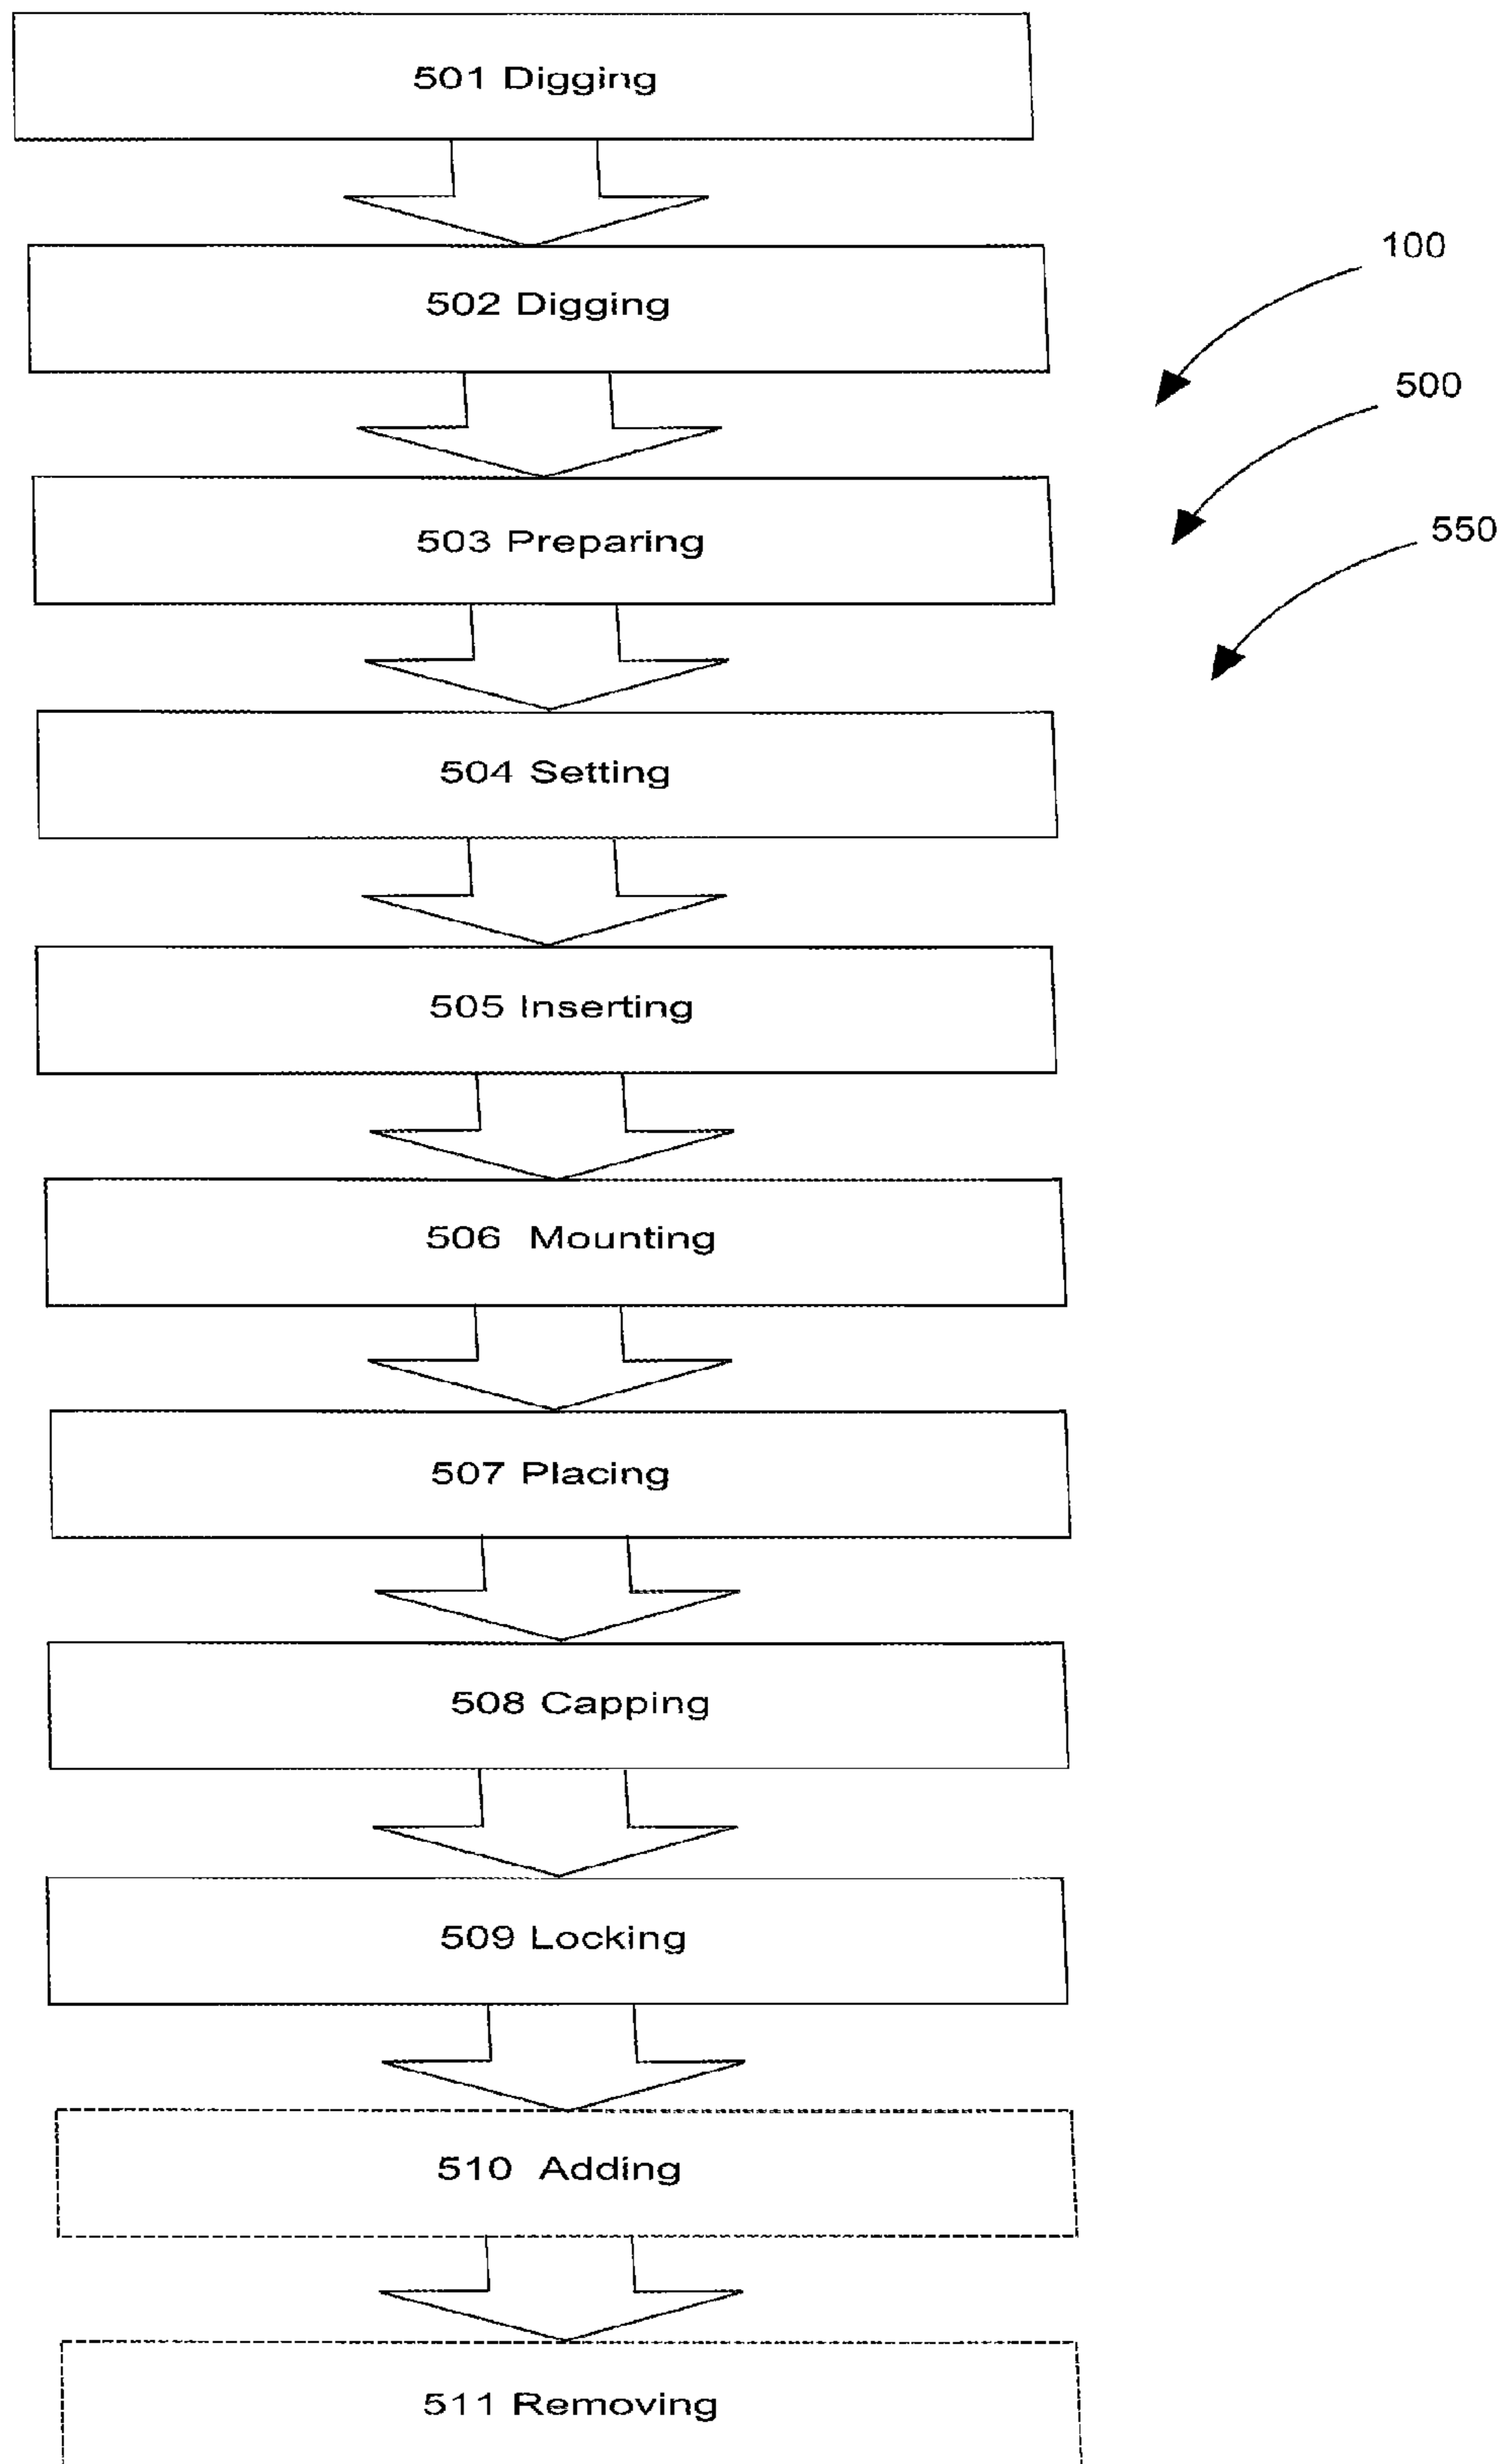 501 Digging
502 Digging
100
500
503 Preparing
550
504 Setting
505 Inserting
506 Mounting
507 Placing
508 Capping
509 Locking
510 Adding
511 Removing